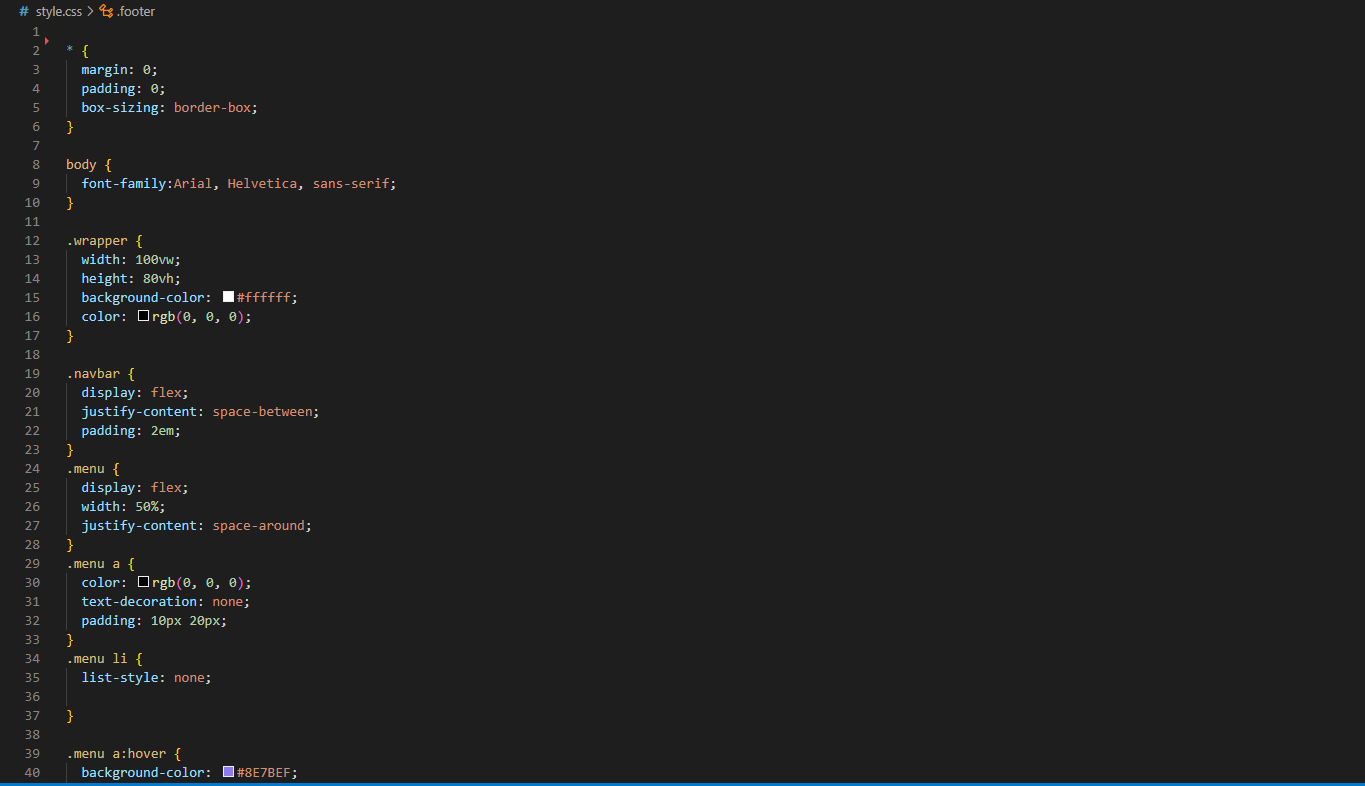 # style.css > .footer
1
2 * {
3 margin: 0;
4 padding: 0;
5 box-sizing: border-box;
6 }
7
8 body {
9 font-family:Arial, Helvetica, sans-serif;
10 }
11
12 .wrapper {
13 width: 100vw;
14 height: 80vh;
15 background-color: #ffffff;
16 color: rgb(0, 0, 0);
17 }
18
19 .navbar {
20 display: flex;
21 justify-content: space-between;
22 padding: 2em;
23 }
24 .menu {
25 display: flex;
26 width: 50%;
27 justify-content: space-around;
28 }
29 .menu a {
30 color: rgb(0, 0, 0);
31 text-decoration: none;
32 padding: 10px 20px;
33 }
34 .menu li {
35 list-style: none;
36
37 }
38
39 .menu a:hover {
40 background-color: #8E7BEF;